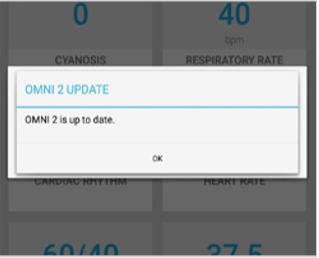 0
40
bpm
CYANOSIS
RESPIRATORY RATE
OMNI 2 UPDATE
OMNI 2 is up to date.
OK
CARDIAC RHYTHM
HEART RATE
60/40
37.5